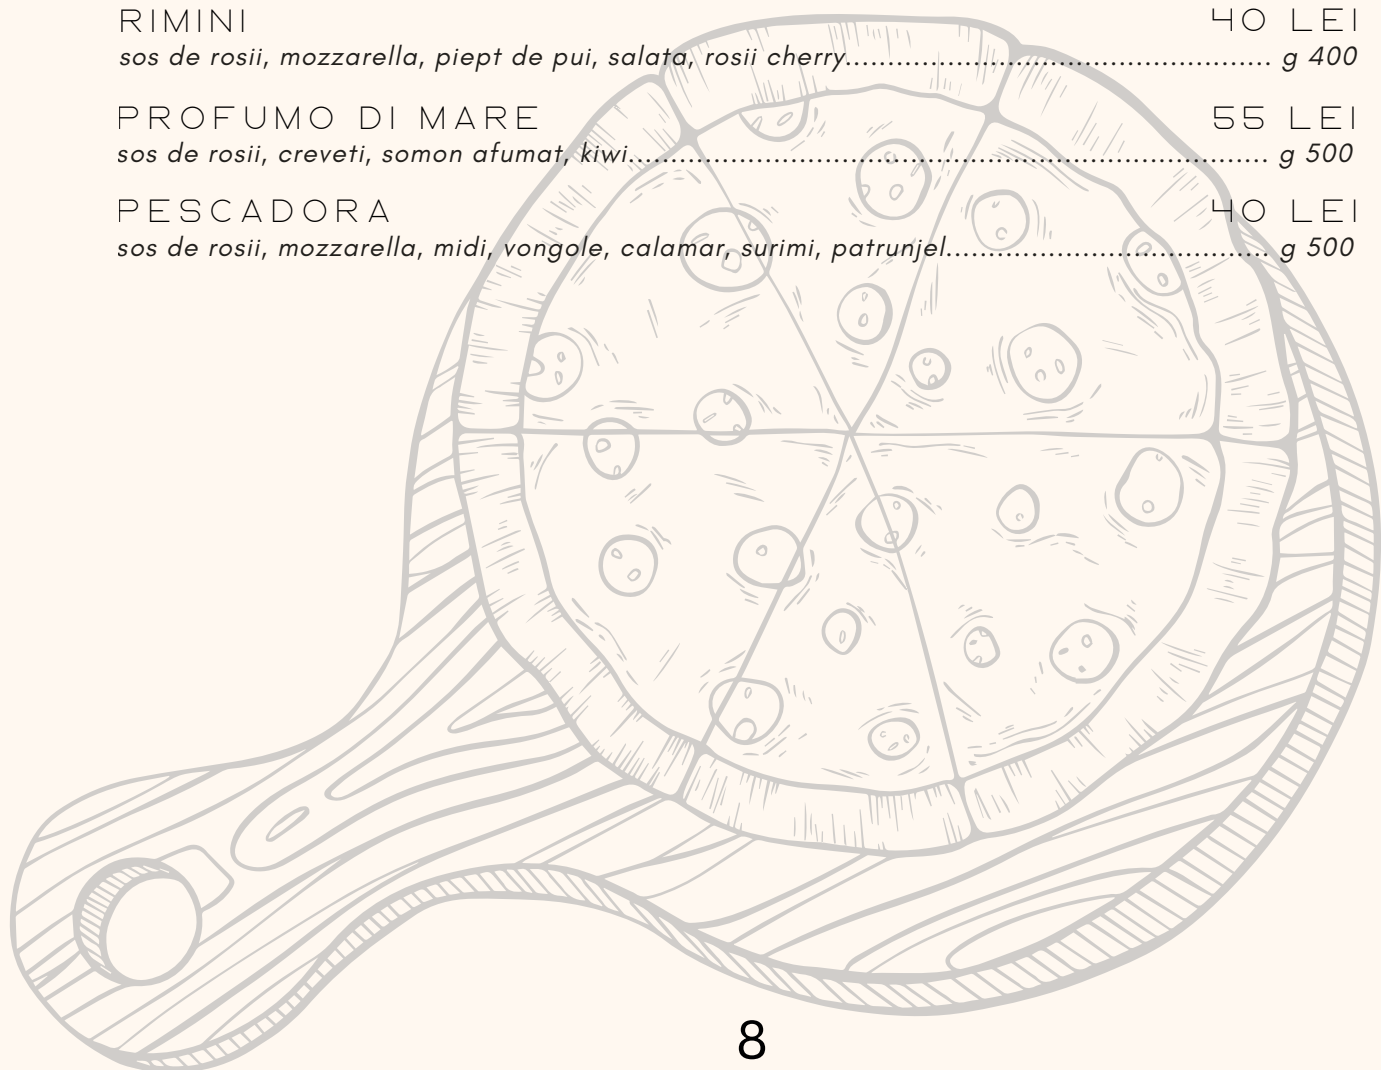 RIMINI 40 LEI
sos de rosii, mozzarella, piept de pui, salata, rosii cherry.................................................. g 400
PROFUMO DI MARE 55 LEI
sos de rosii, creveti, somon afumat, kiwi............................................................................ g 500
PESCADORA 40 LEI
sos de rosii, mozzarella, midi, vongole, calamar, surimi, patrunjel...................................... g 500
8